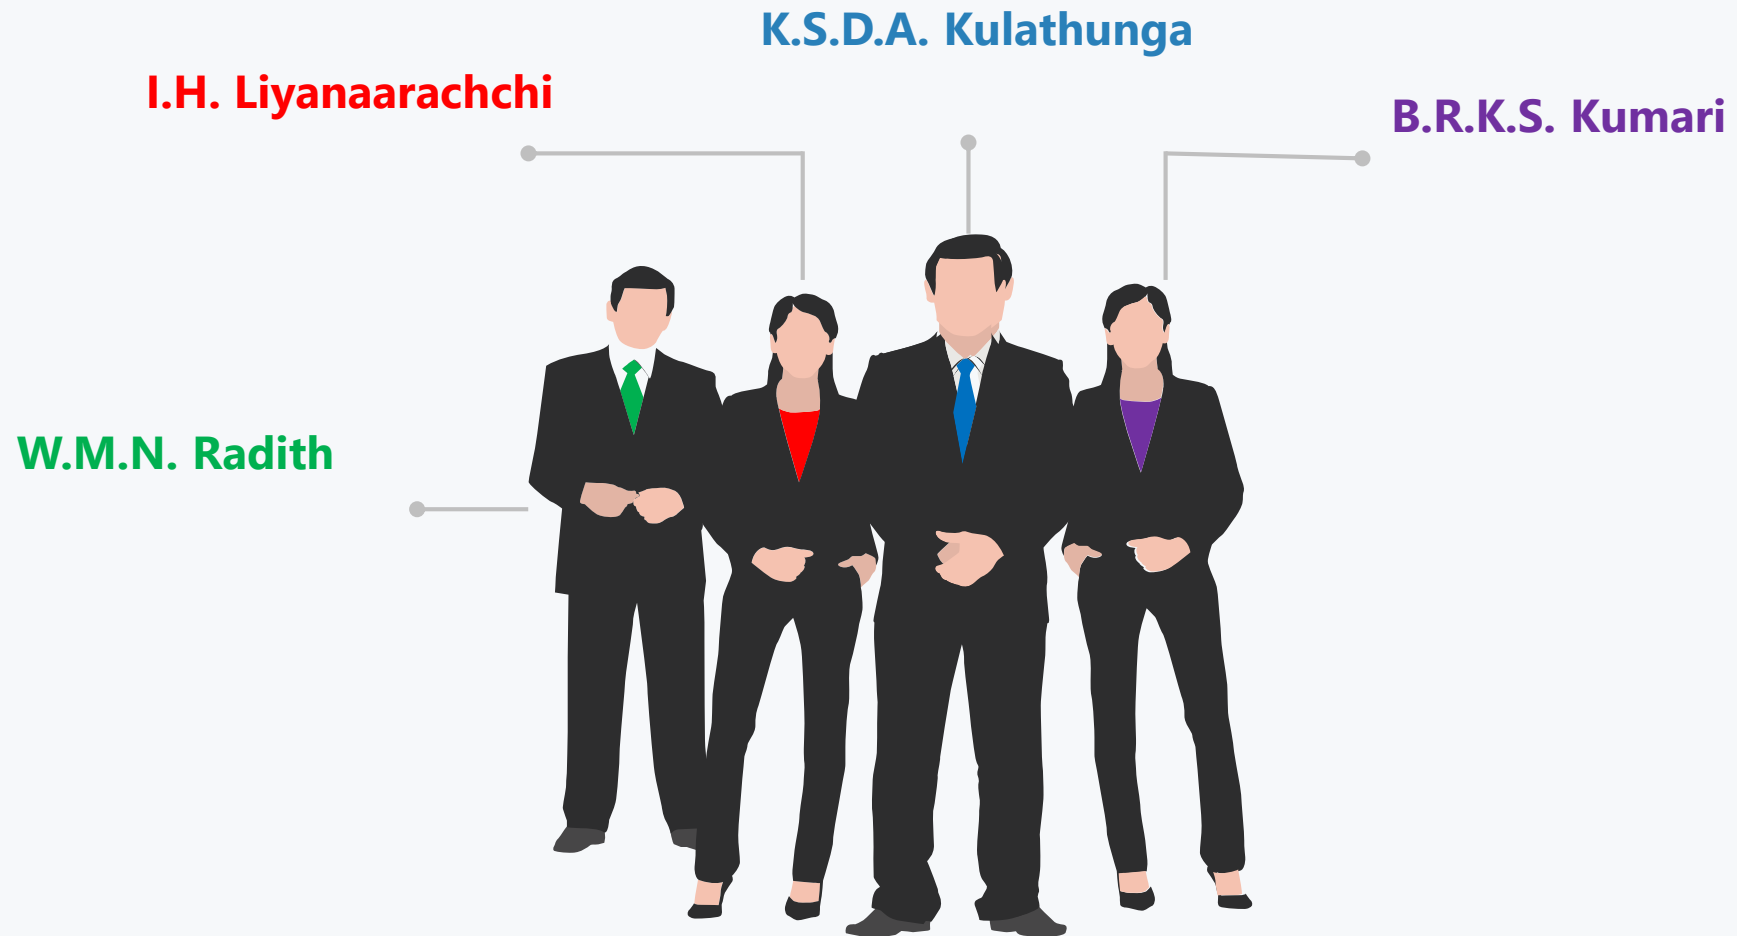 K.S.D.A. Kulathunga
I.H. Liyanaarachchi
B.R.K.S. Kumari
W.M.N. Radith